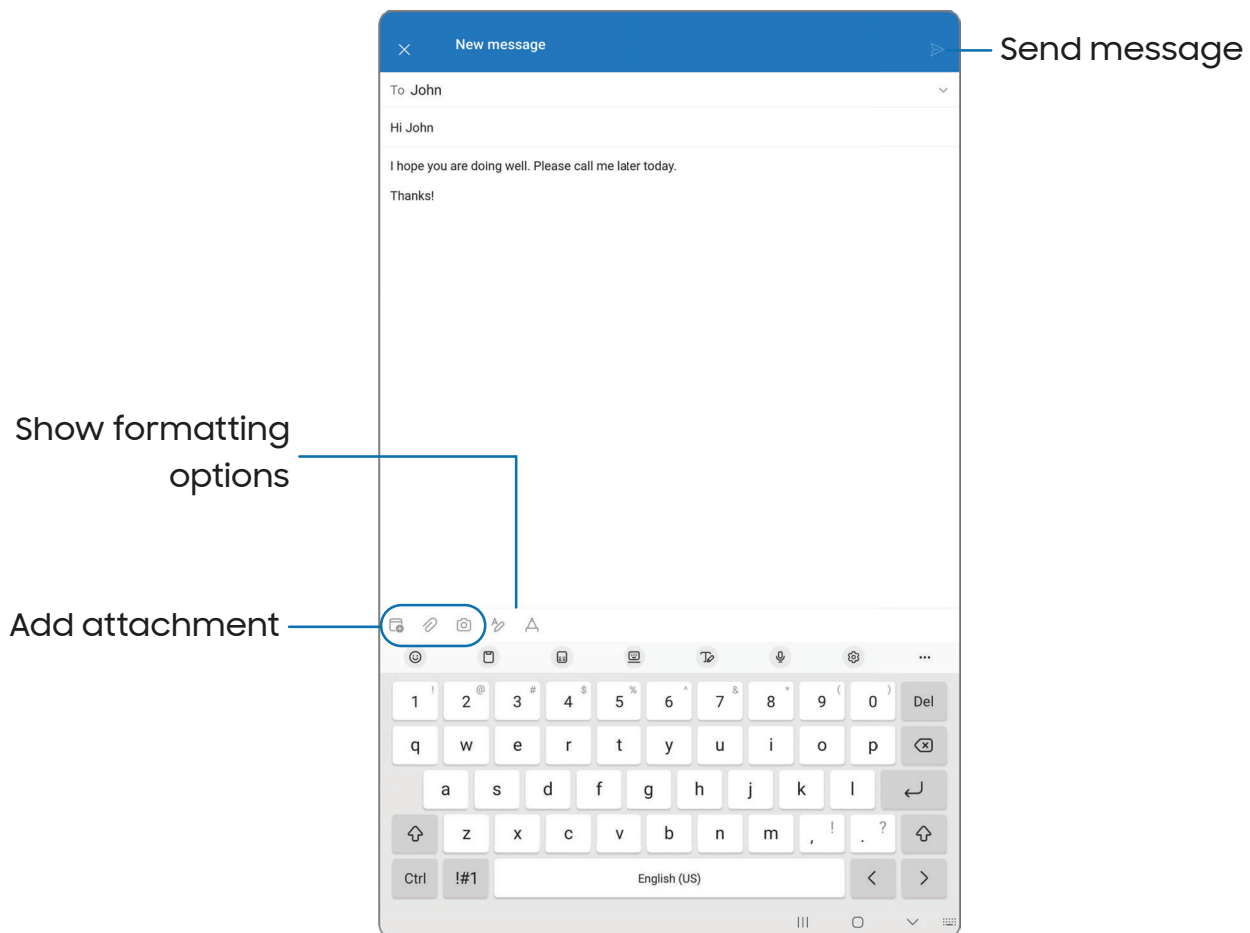 New message
Send message
To John
Hi John
I hope you are doing well. Please call me later today.
Thanks!
Show formatting
options
Add attachment
1 ! 2 @ 3 # 4 $ 5 % 6 ^ 7 & 8 * 9 ( 0 ) Del
q w e r t y u i o p
a s d f g h j k l
z x c v b n m , ! . ?
Ctrl !#1 English (US) < >